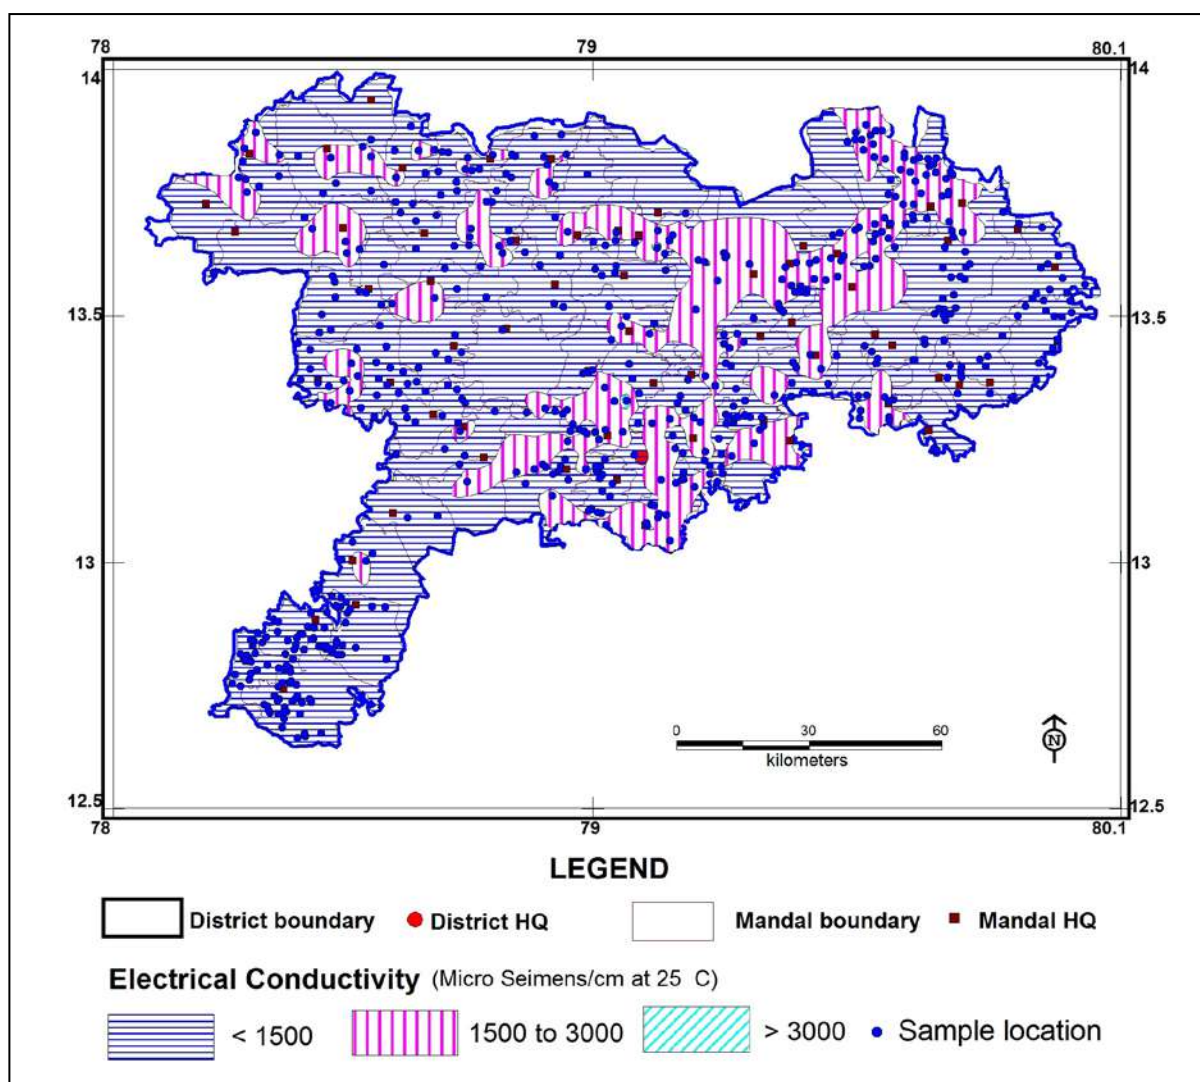 78 79 80.1
14 14
13.5 13.5
13 13
0 30 60
kilometers
N
12.5 12.5
78 79 80.1
LEGEND
District boundary District HQ Mandal boundary Mandal HQ
Electrical Conductivity (Micro Seimens/cm at 25 C)
< 1500 1500 to 3000 > 3000 Sample location